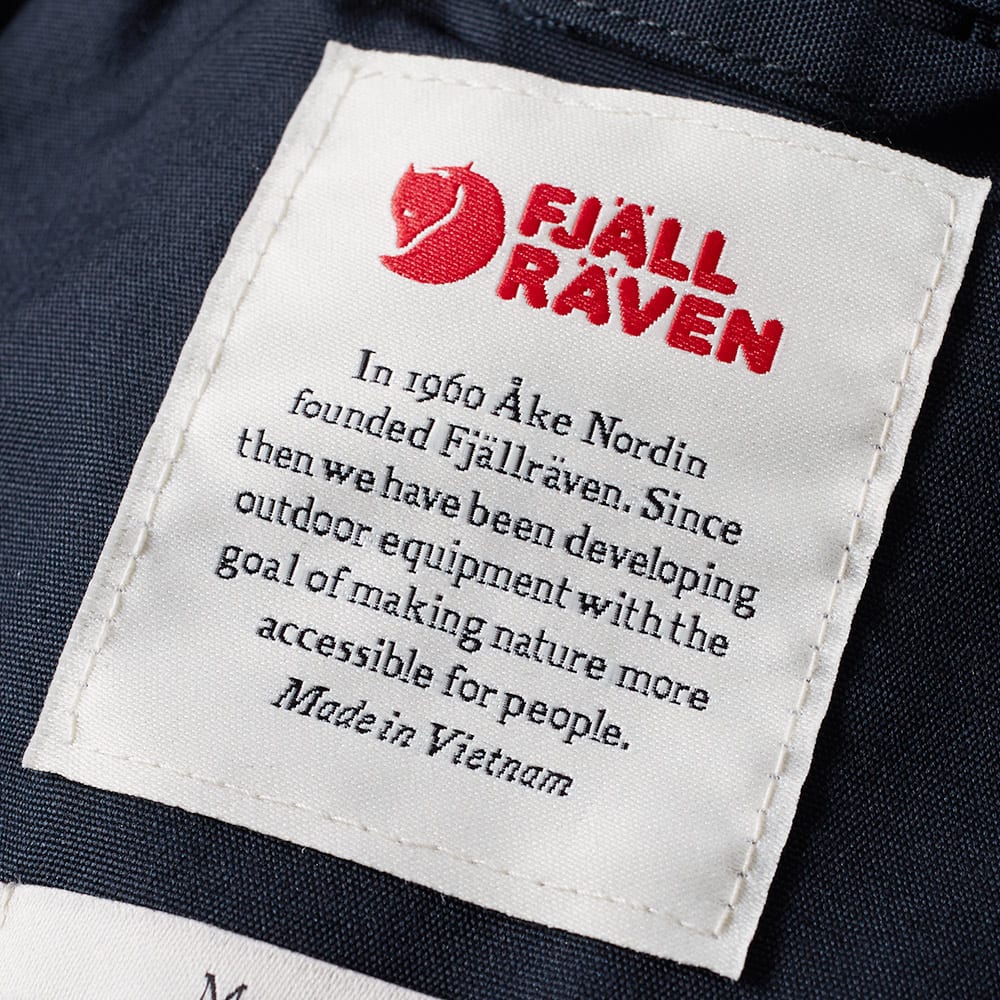 FJÄLL
RÄVEN
In 1960 Åke Nordin
founded Fjällräven. Since
then we have been developing
outdoor equipment with the
goal of making nature more
accessible for people.
Made in Vietnam
M